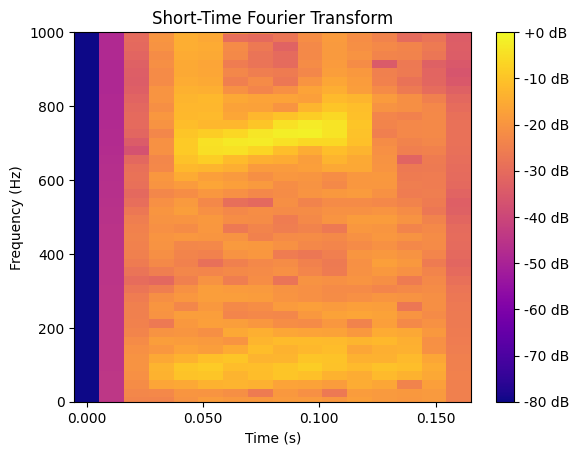 Short-Time Fourier Transform
Frequency (Hz)
1000
800
600
400
200
0
0.000
0.050
0.100
0.150
Time (s)
+0 dB
-10 dB
-20 dB
-30 dB
-40 dB
-50 dB
-60 dB
-70 dB
-80 dB